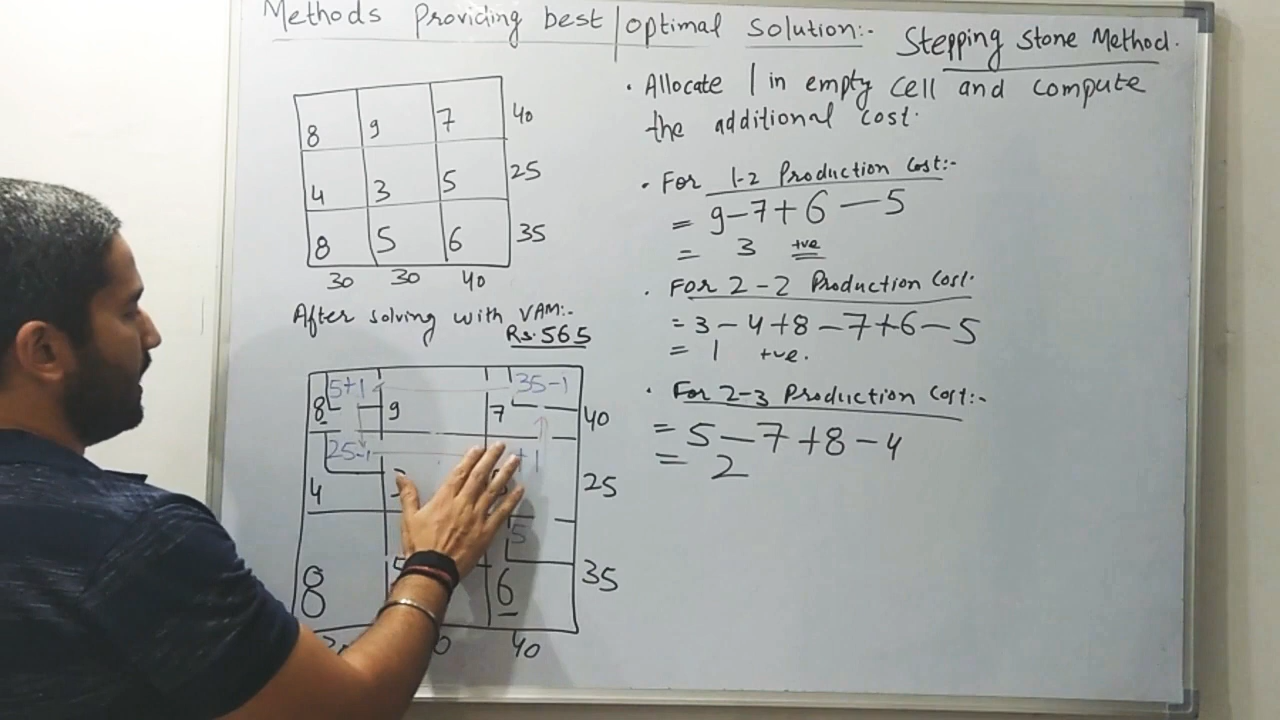 Methods Providing best / optimal solution:- Stepping Stone Method.
8 9 7 40
4 3 5 25
8 5 6 35
30 30 40
After solving with VAM:-
Rs. 565
5+1 35-1
8 9 7 40
25-1 +1
4 3 25
5
8 5 6 35
40
• Allocate 1 in empty cell and compute
the additional cost.
• For 1-2 Production Cost:-
= 9-7+6-5
= 3 +ve
• For 2-2 Production Cost.
= 3-4+8-7+6-5
= 1 +ve.
• For 2-3 Production Cost:-
= 5-7+8-4
= 2